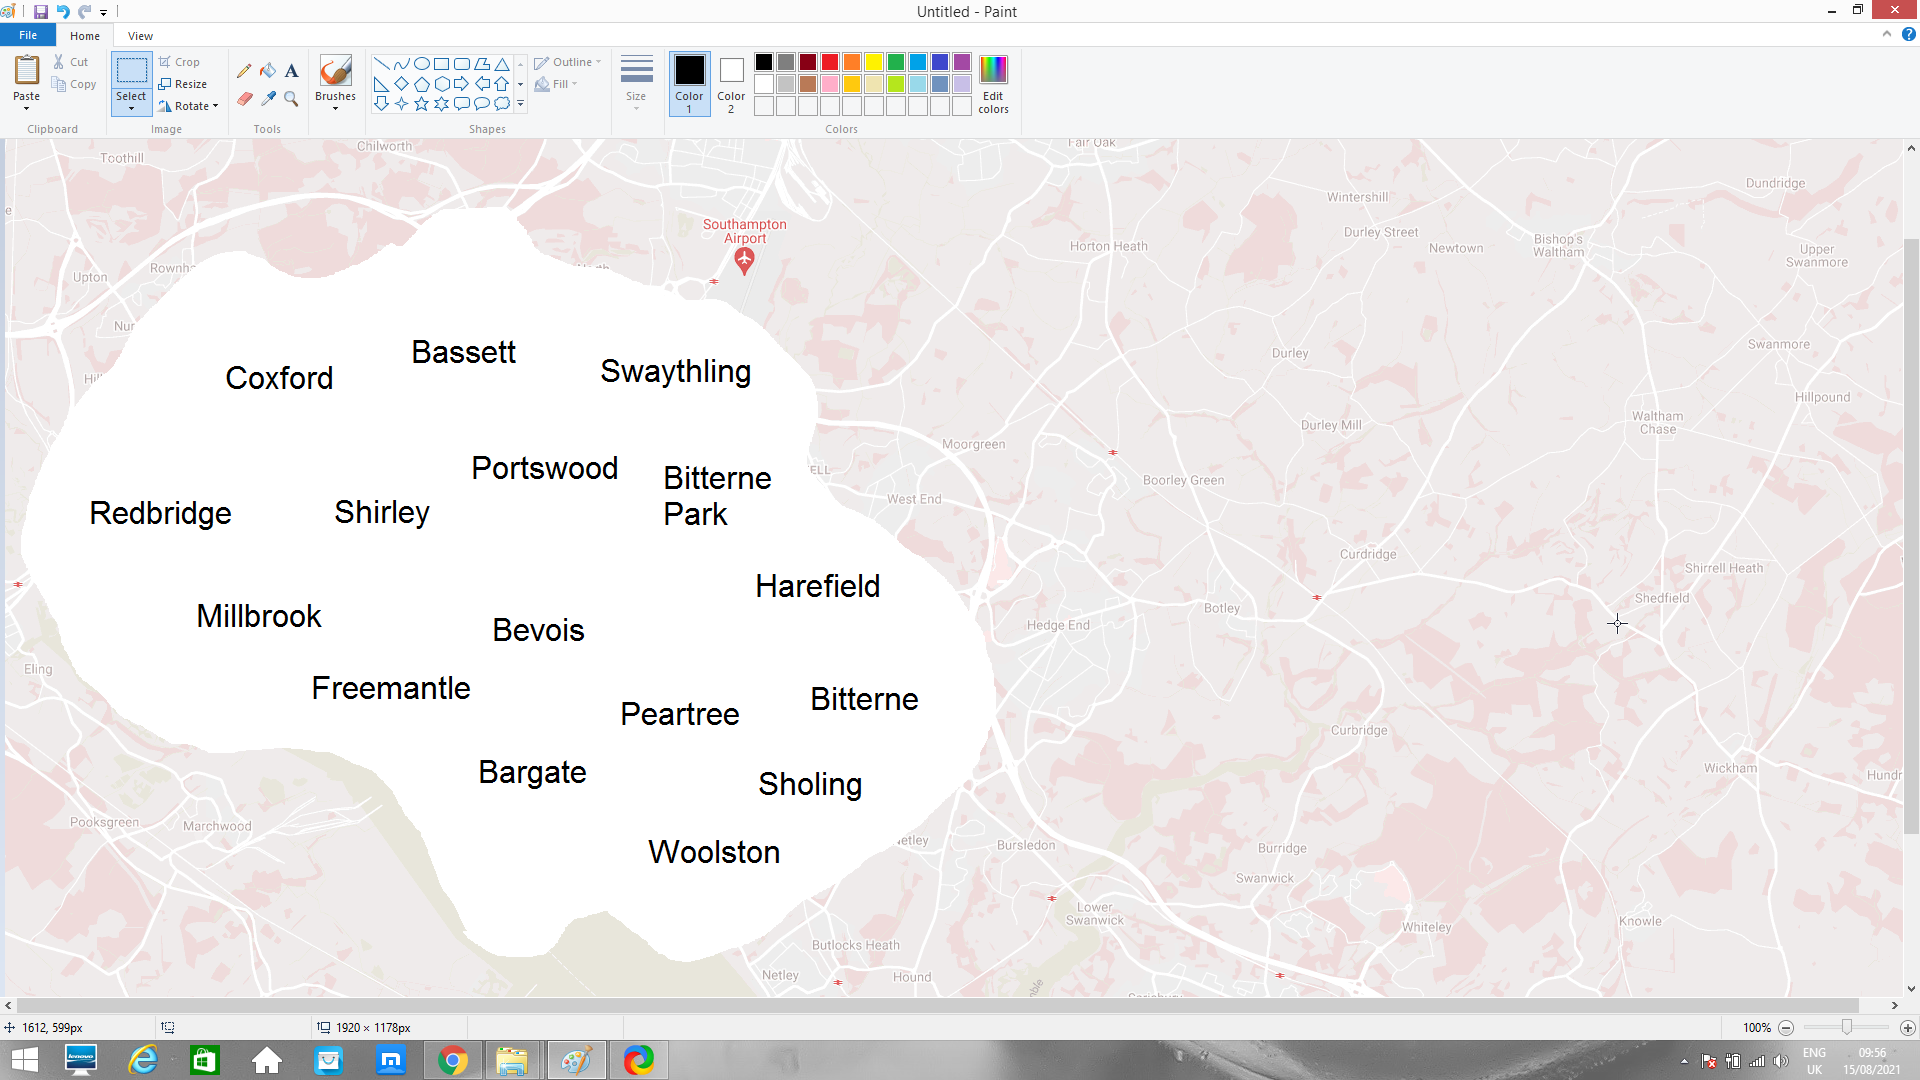 Untitled - Paint
File
Home
View
Paste
Cut
Copy
Clipboard
Select
Crop
Resize
Rotate
Image
Tools
Brushes
Shapes
Outline
Fill
Size
Color 1
Color 2
Edit colors
Colors
Toothill
Chilworth
Fair Oak
Wintershill
Dundridge
Southampton
Airport
Durley Street
Newtown
Horton Heath
Bishop's
Waltham
Upper
Swanmore
Upton
Rownh
Nur
Bassett
Coxford
Swaythling
Durley
Swanmore
Hillpound
Waltham
Chase
Durley Mill
Moorgreen
Portswood
Bitterne
Park
ELL
West End
Boorley Green
Redbridge
Shirley
Curdridge
Shirrell Heath
Harefield
Shedfield
Botley
Hedge End
Millbrook
Bevois
Eling
Freemantle
Peartree
Bitterne
Curbridge
Bargate
Sholing
Wickham
Hundr
Pooksgreen
Marchwood
Woolston
etley
Bursledon
Burridge
Swanwick
Lower
Swanwick
Whiteley
Knowle
Butlocks Heath
Netley
Hound
1612, 599px
1920 × 1178px
100%
lenovo
ENG
UK
09:56
15/08/2021